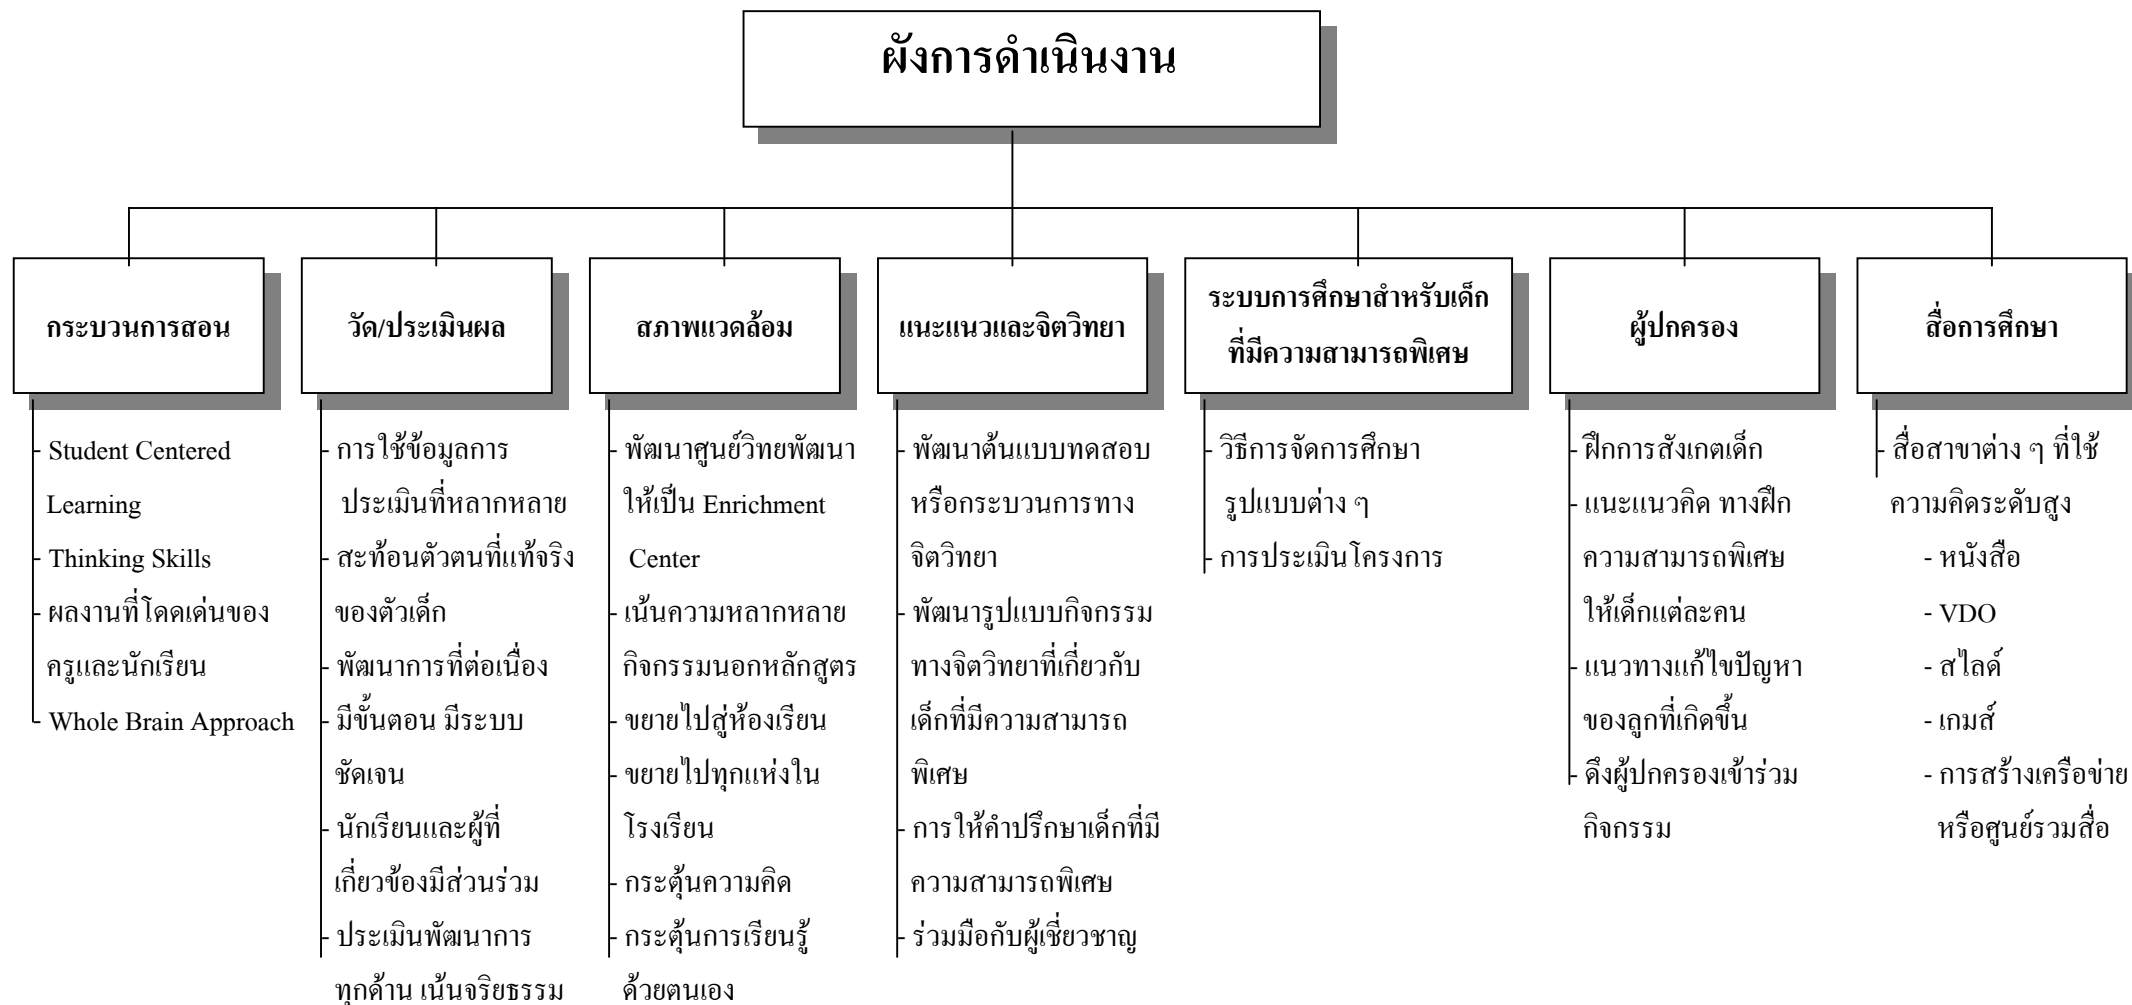 ผังการดำเนินงาน
กระบวนการสอน
- Student Centered
Learning
- Thinking Skills
- ผลงานที่โดดเด่นของ
ครูและนักเรียน
- Whole Brain Approach
วัด/ประเมินผล
- การใช้ข้อมูลการ
ประเมินที่หลากหลาย
- สะท้อนตัวตนที่แท้จริง
ของตัวเด็ก
- พัฒนาการที่ต่อเนื่อง
- มีขั้นตอน มีระบบ
ชัดเจน
- นักเรียนและผู้ที่
เกี่ยวข้องมีส่วนร่วม
- ประเมินพัฒนาการ
ทุกด้าน เน้นจริยธรรม
สภาพแวดล้อม
- พัฒนาศูนย์วิทยพัฒนา
ให้เป็น Enrichment
Center
- เน้นความหลากหลาย
กิจกรรมนอกหลักสูตร
- ขยายไปสู่ห้องเรียน
- ขยายไปทุกแห่งใน
โรงเรียน
- กระตุ้นความคิด
- กระตุ้นการเรียนรู้
ด้วยตนเอง
แนะแนวและจิตวิทยา
- พัฒนาต้นแบบทดสอบ
หรือกระบวนการทาง
จิตวิทยา
- พัฒนารูปแบบกิจกรรม
ทางจิตวิทยาที่เกี่ยวกับ
เด็กที่มีความสามารถ
พิเศษ
- การให้คำปรึกษาเด็กที่มี
ความสามารถพิเศษ
- ร่วมมือกับผู้เชี่ยวชาญ
ระบบการศึกษาสำหรับเด็ก
ที่มีความสามารถพิเศษ
- วิธีการจัดการศึกษา
รูปแบบต่าง ๆ
- การประเมินโครงการ
ผู้ปกครอง
- ฝึกการสังเกตเด็ก
- แนะแนวคิด ทางฝึก
ความสามารถพิเศษ
ให้เด็กแต่ละคน
- แนวทางแก้ไขปัญหา
ของลูกที่เกิดขึ้น
- ดึงผู้ปกครองเข้าร่วม
กิจกรรม
สื่อการศึกษา
- สื่อสาขาต่าง ๆ ที่ใช้
ความคิดระดับสูง
- หนังสือ
- VDO
- สไลด์
- เกมส์
- การสร้างเครือข่าย
หรือศูนย์รวมสื่อ